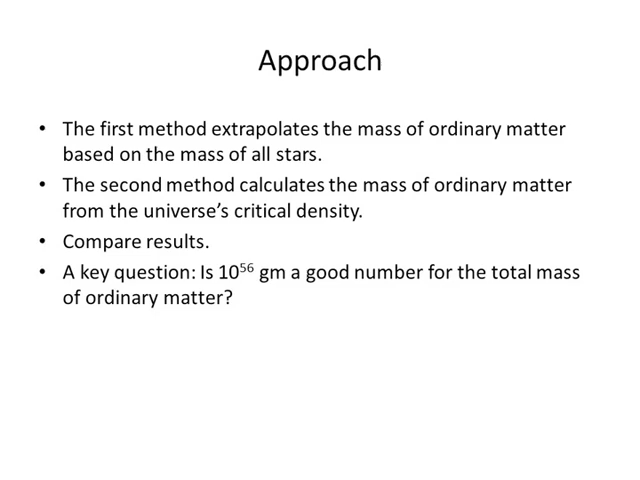 Approach
• The first method extrapolates the mass of ordinary matter
based on the mass of all stars.
• The second method calculates the mass of ordinary matter
from the universe’s critical density.
• Compare results.
• A key question: Is 10⁵⁶ gm a good number for the total mass
of ordinary matter?